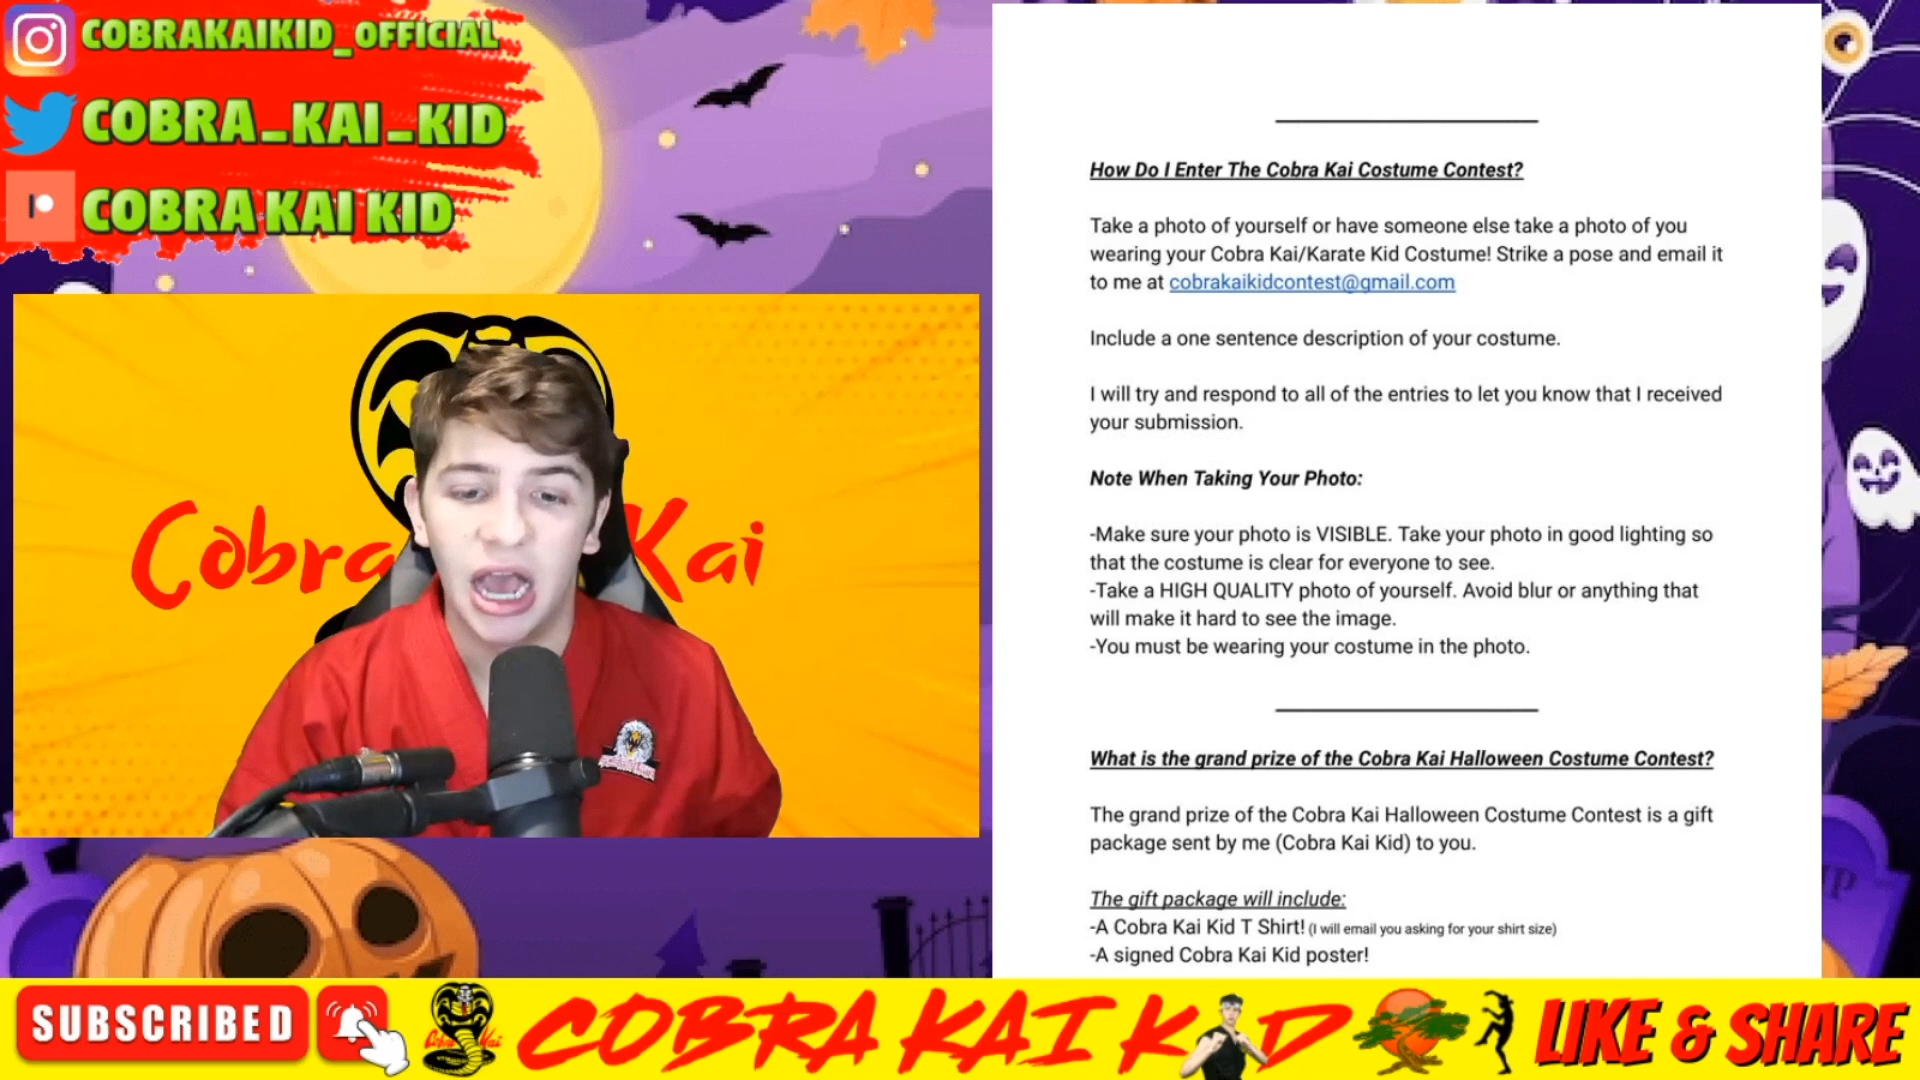 COBRAKAIKID_OFFICIAL
COBRA_KAI_KID
COBRA KAI KID
Cobra Kai
How Do I Enter The Cobra Kai Costume Contest?
Take a photo of yourself or have someone else take a photo of you
wearing your Cobra Kai/Karate Kid Costume! Strike a pose and email it
to me at cobrakaikidcontest@gmail.com
Include a one sentence description of your costume.
I will try and respond to all of the entries to let you know that I received
your submission.
Note When Taking Your Photo:
-Make sure your photo is VISIBLE. Take your photo in good lighting so
that the costume is clear for everyone to see.
-Take a HIGH QUALITY photo of yourself. Avoid blur or anything that
will make it hard to see the image.
-You must be wearing your costume in the photo.
What is the grand prize of the Cobra Kai Halloween Costume Contest?
The grand prize of the Cobra Kai Halloween Costume Contest is a gift
package sent by me (Cobra Kai Kid) to you.
The gift package will include:
-A Cobra Kai Kid T Shirt! (I will email you asking for your shirt size)
-A signed Cobra Kai Kid poster!
SUBSCRIBED
Cobra Kai
COBRA KAI KID
LIKE & SHARE